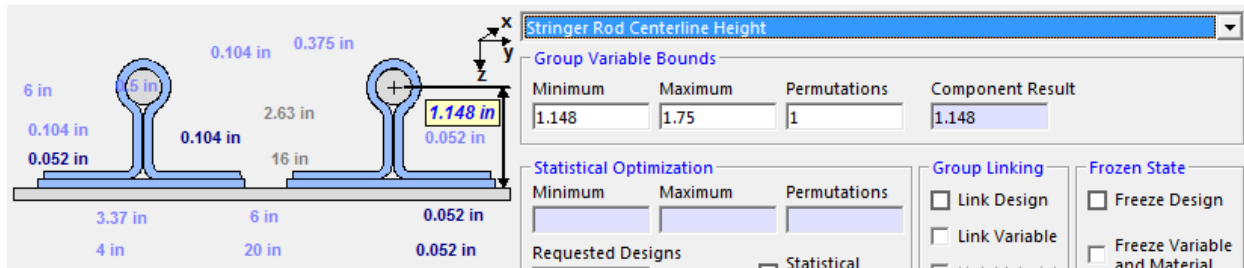 x
y
z
0.104 in
0.375 in
6 in
0.5 in
0.104 in
0.104 in
0.052 in
2.63 in
16 in
1.148 in
0.052 in
3.37 in
6 in
0.052 in
4 in
20 in
0.052 in
Stringer Rod Centerline Height
Group Variable Bounds
Minimum Maximum Permutations Component Result
1.148 1.75 1 1.148
Statistical Optimization
Minimum Maximum Permutations
Requested Designs
Statistical
Group Linking
Link Design
Link Variable
Frozen State
Freeze Design
Freeze Variable
and Material